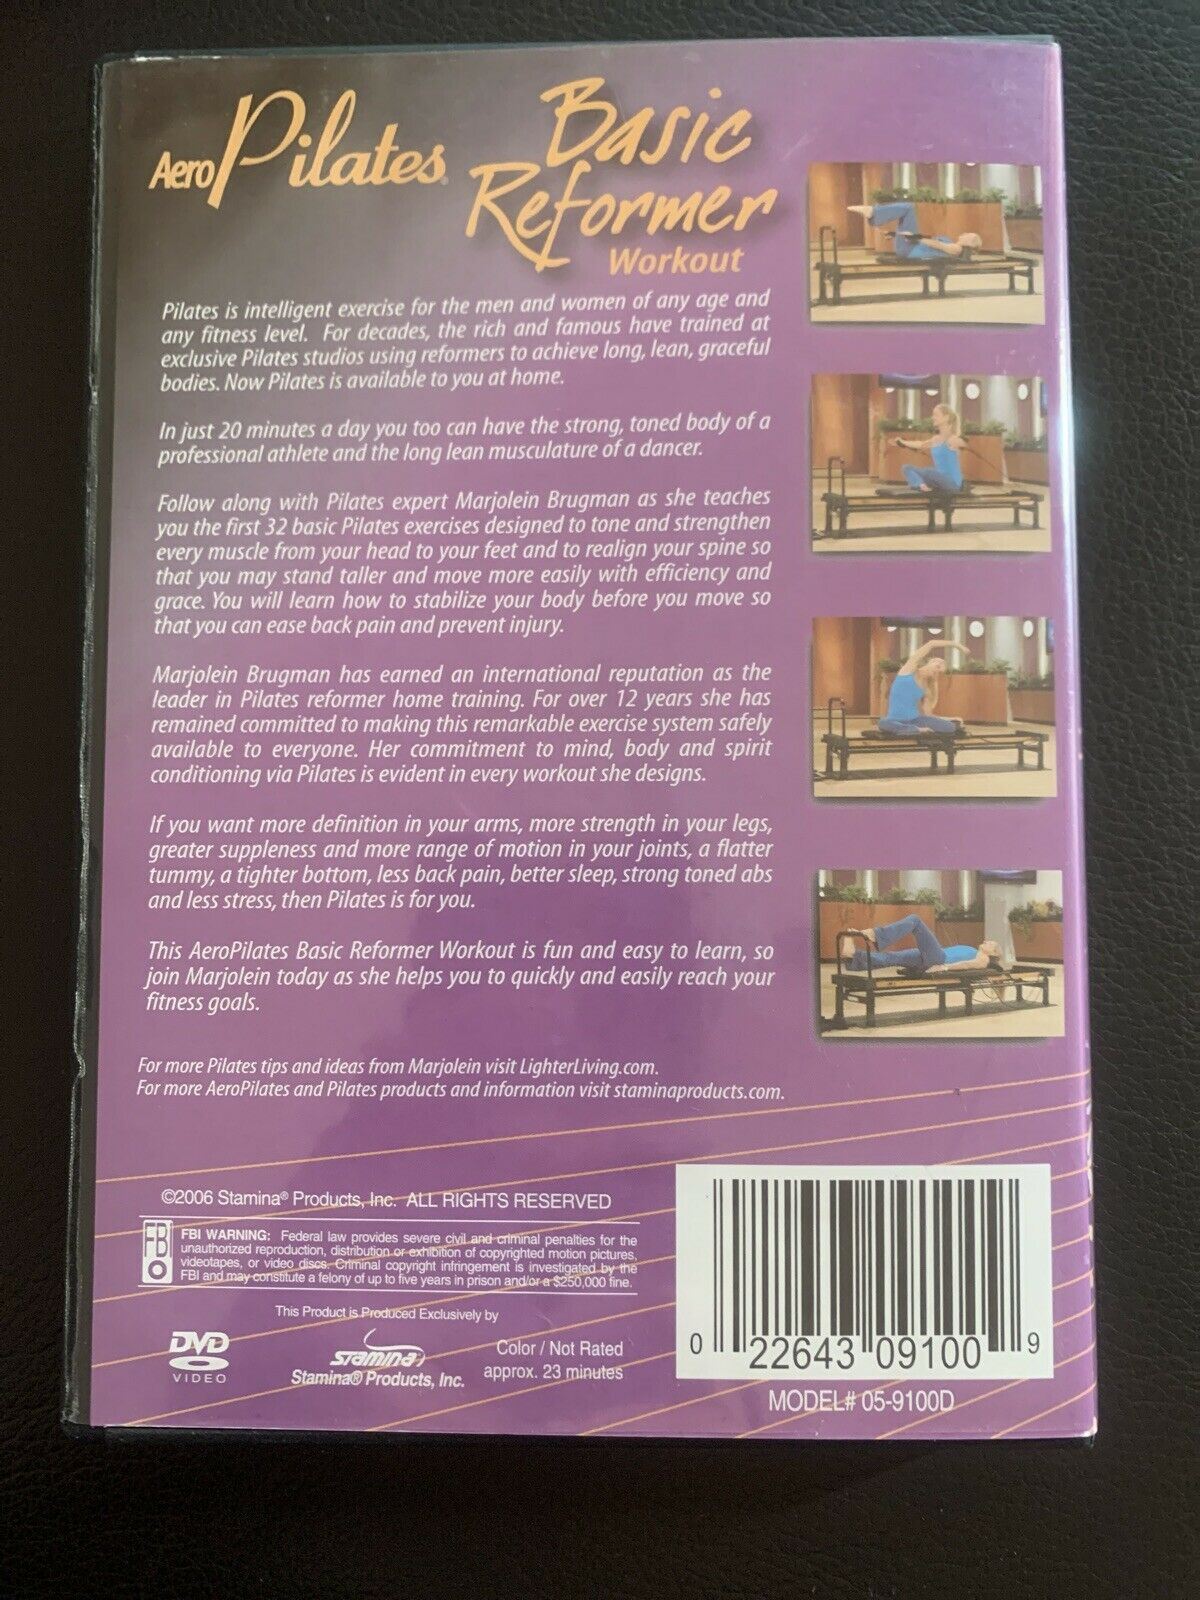 AeroPilates®
Basic
Reformer
Workout
Pilates is intelligent exercise for the men and women of any age and
any fitness level. For decades, the rich and famous have trained at
exclusive Pilates studios using reformers to achieve long, lean, graceful
bodies. Now Pilates is available to you at home.
In just 20 minutes a day you too can have the strong, toned body of a
professional athlete and the long lean musculature of a dancer.
Follow along with Pilates expert Marjolein Brugman as she teaches
you the first 32 basic Pilates exercises designed to tone and strengthen
every muscle from your head to your feet and to realign your spine so
that you may stand taller and move more easily with efficiency and
grace. You will learn how to stabilize your body before you move so
that you can ease back pain and prevent injury.
Marjolein Brugman has earned an international reputation as the
leader in Pilates reformer home training. For over 12 years she has
remained committed to making this remarkable exercise system safely
available to everyone. Her commitment to mind, body and spirit
conditioning via Pilates is evident in every workout she designs.
If you want more definition in your arms, more strength in your legs,
greater suppleness and more range of motion in your joints, a flatter
tummy, a tighter bottom, less back pain, better sleep, strong toned abs
and less stress, then Pilates is for you.
This AeroPilates Basic Reformer Workout is fun and easy to learn, so
join Marjolein today as she helps you to quickly and easily reach your
fitness goals.
For more Pilates tips and ideas from Marjolein visit LighterLiving.com.
For more AeroPilates and Pilates products and information visit staminaproducts.com.
©2006 Stamina® Products, Inc. ALL RIGHTS RESERVED
FBI WARNING: Federal law provides severe civil and criminal penalties for the
unauthorized reproduction, distribution or exhibition of copyrighted motion pictures,
videotapes, or video discs. Criminal copyright infringement is investigated by the
FBI and may constitute a felony of up to five years in prison and/or a $250,000 fine.
This Product is Produced Exclusively by
DVD
VIDEO
STAMINA
Stamina® Products, Inc.
Color / Not Rated
approx. 23 minutes
0 22643 09100 9
MODEL# 05-9100D